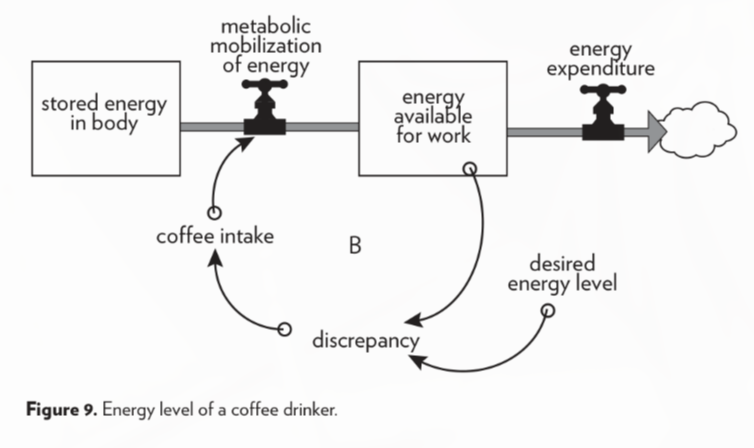 metabolic
mobilization
of energy
energy
expenditure
stored energy
in body
energy
available
for work
coffee intake
B
desired
energy level
discrepancy
Figure 9. Energy level of a coffee drinker.